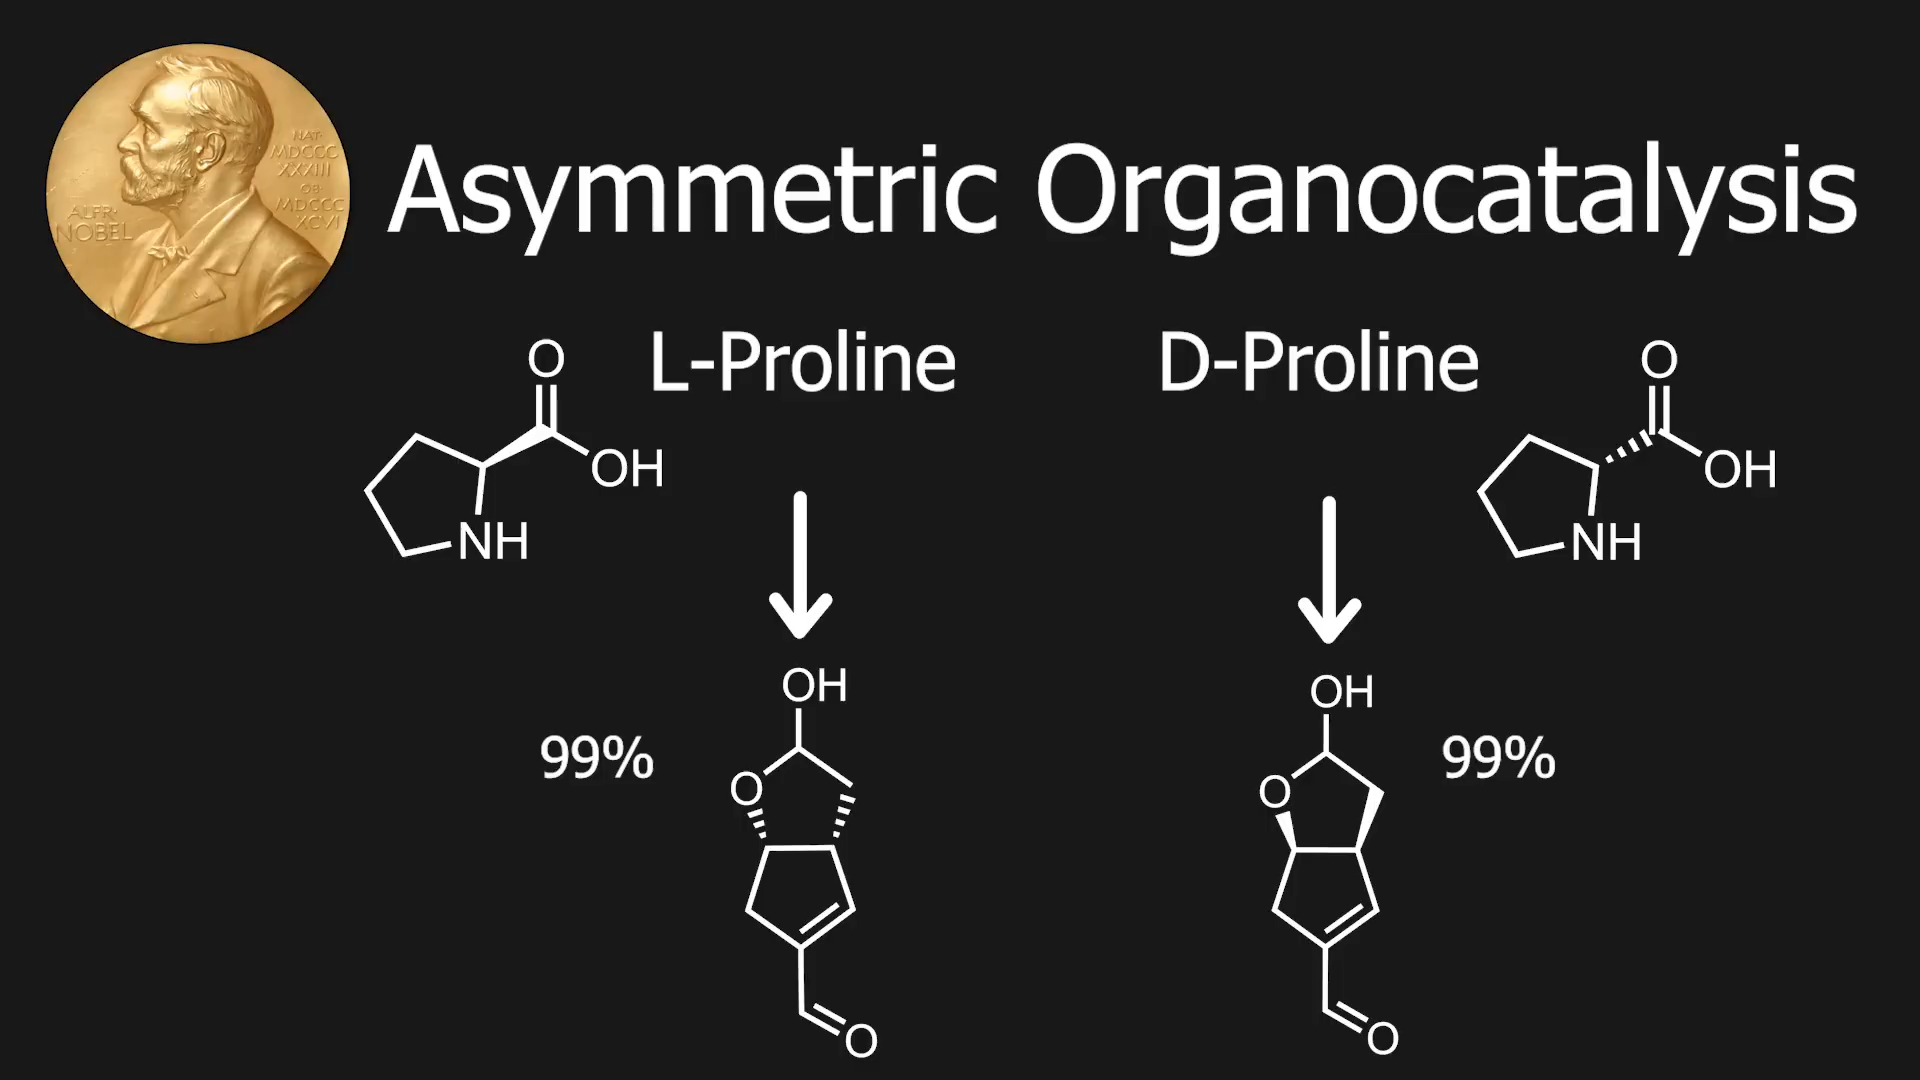 NAT·
MDCCC
XXXIII
OB·
MDCCC
XCVI
ALFR·
NOBEL
Asymmetric Organocatalysis
L-Proline
D-Proline
O
OH
NH
O
OH
NH
OH
O
O
99%
OH
O
O
99%